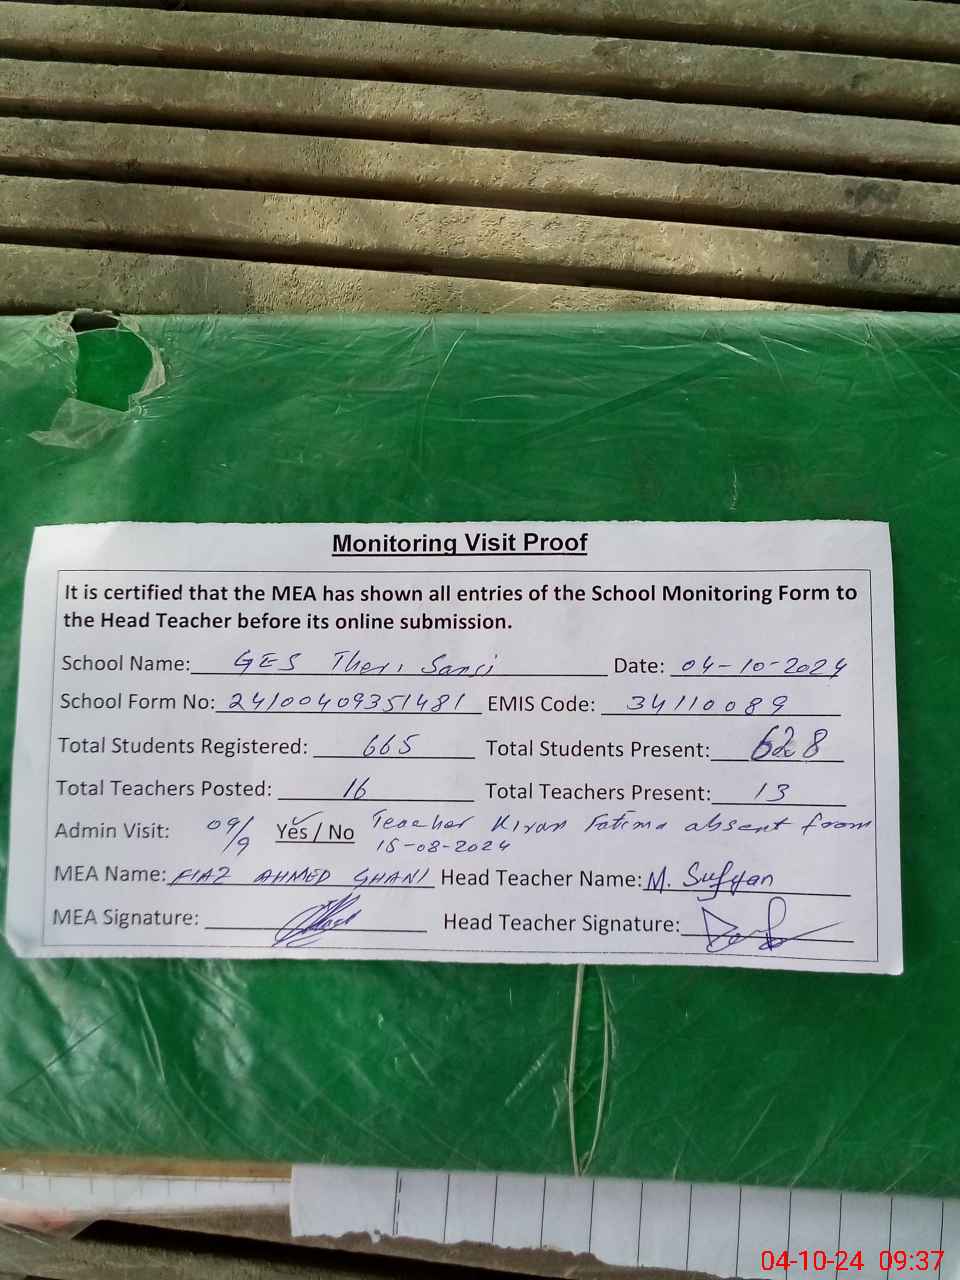 Monitoring Visit Proof
It is certified that the MEA has shown all entries of the School Monitoring Form to
the Head Teacher before its online submission.
School Name: GES Theri Sansi Date: 04-10-2024
School Form No: 24100409351481 EMIS Code: 34110089
Total Students Registered: 665 Total Students Present: 628
Total Teachers Posted: 16 Total Teachers Present: 13
Admin Visit: 09/9 Yes / No Teacher Kiran Fatima absent from
15-08-2024
MEA Name: FIAZ AHMED GHANI Head Teacher Name: M. Sufyan
MEA Signature: Head Teacher Signature:
04-10-24 09:37